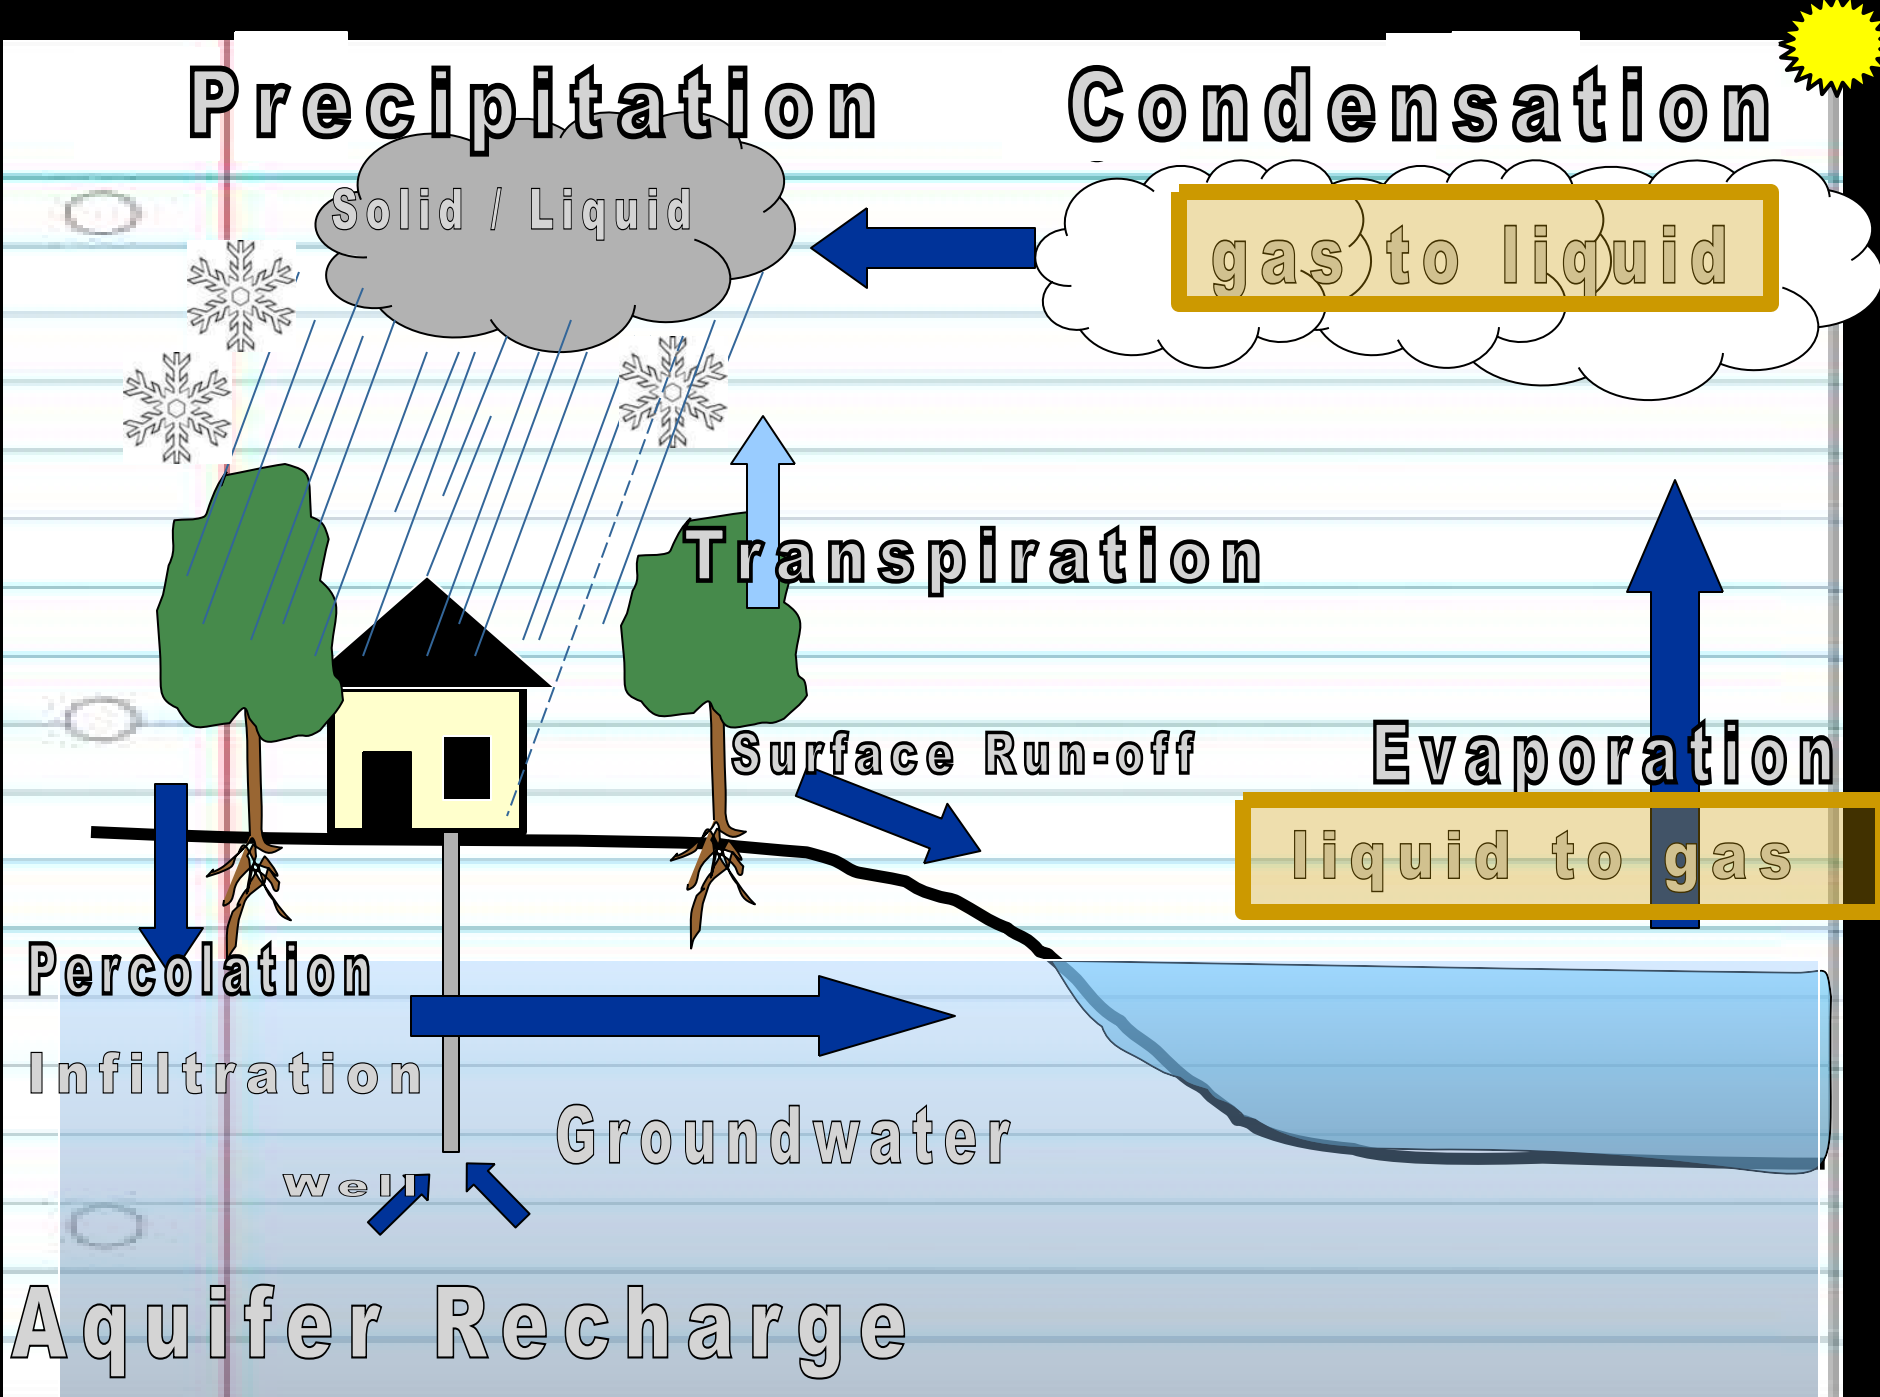 Precipitation
Condensation
Solid / Liquid
gas to liquid
Transpiration
Surface Run-off
Evaporation
liquid to gas
Percolation
Infiltration
Groundwater
Well
Aquifer Recharge